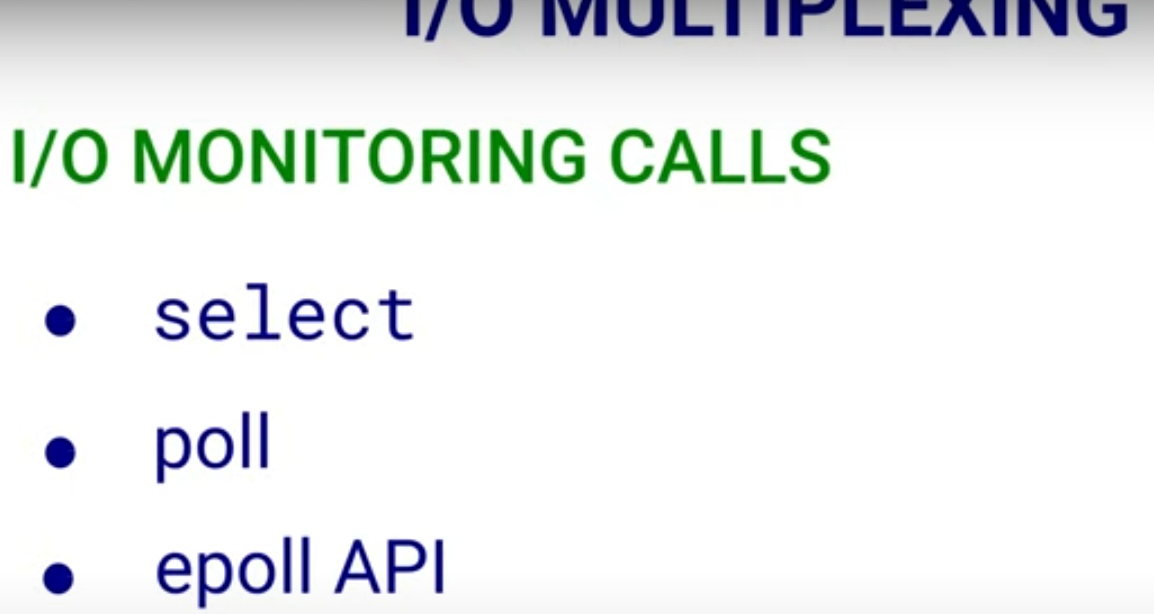 I/O MULTIPLEXING
I/O MONITORING CALLS
• select
• poll
• epoll API